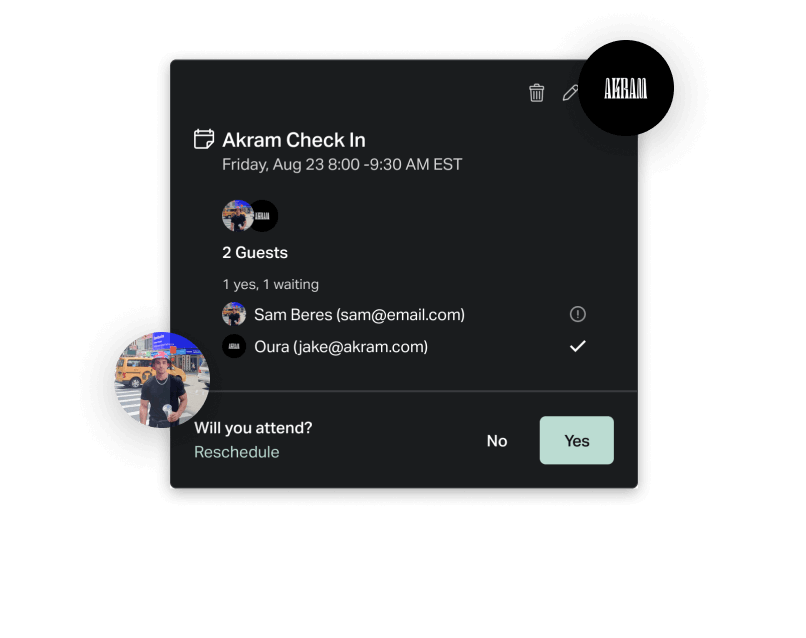 AKRAM
Akram Check In
Friday, Aug 23 8:00 -9:30 AM EST
AKRAM
2 Guests
1 yes, 1 waiting
Sam Beres (sam@email.com)
AKRAM
Oura (jake@akram.com)
Will you attend?
Reschedule
No
Yes